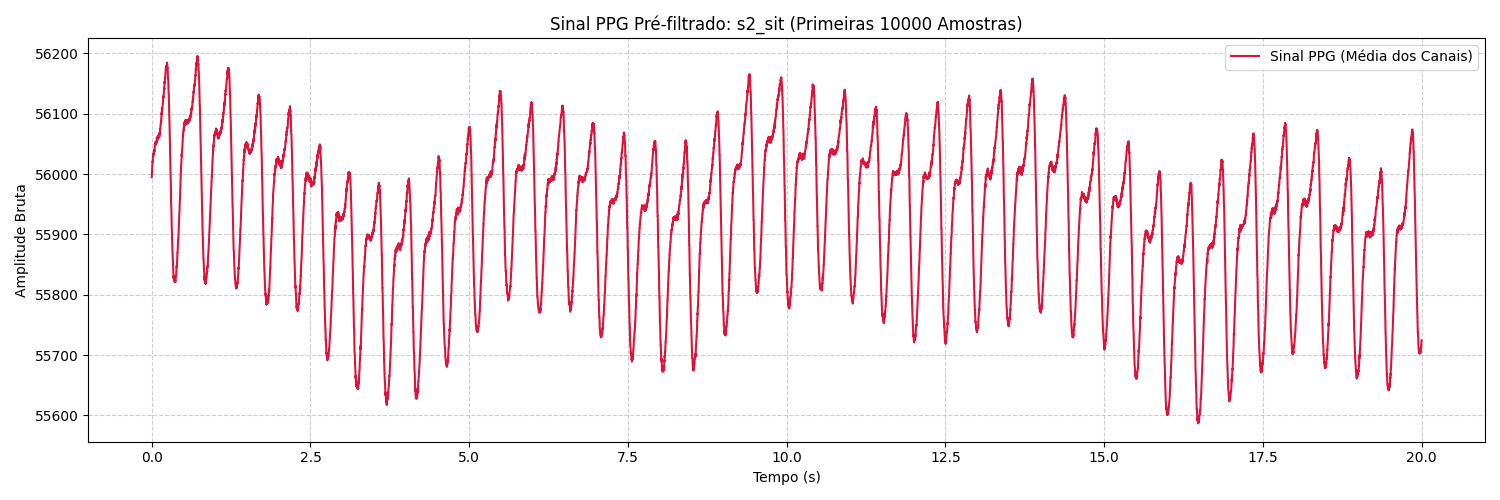 Sinal PPG Pré-filtrado: s2_sit (Primeiras 10000 Amostras)
Sinal PPG (Média dos Canais)
Amplitude Bruta
56200
56100
56000
55900
55800
55700
55600
0.0 2.5 5.0 7.5 10.0 12.5 15.0 17.5 20.0
Tempo (s)